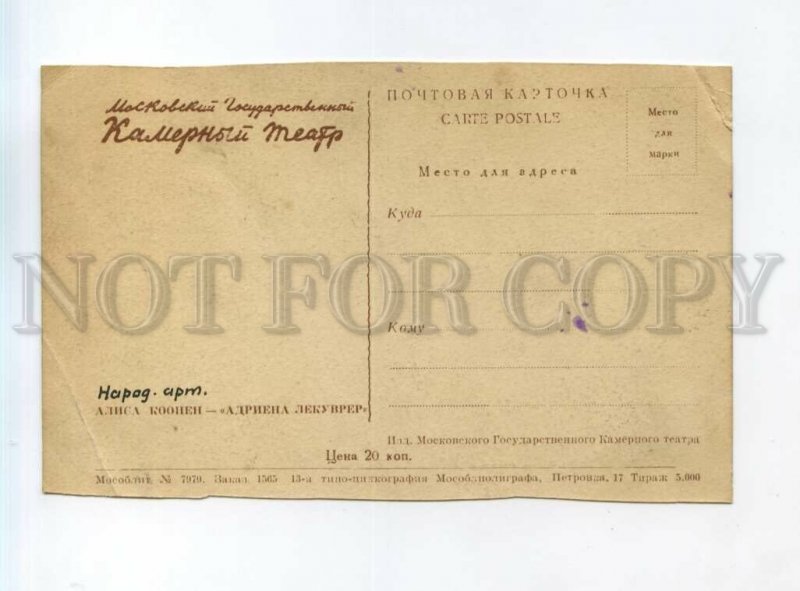 Московский Государственный
Камерный театр
Народ. арт.
АЛИСА КООНЕН — «АДРИЕНА ЛЕКУВРЕР»
ПОЧТОВАЯ КАРТОЧКА
CARTE POSTALE
Место
для
марки
Место для адреса
Куда
Кому
Изд. Московского Государственного Камерного театра
Цена 20 коп.
Мособлит № 7979. Заказ 1565 13-я типо-цинкография Мособлполиграфа, Петровка, 17 Тираж 5.000
NOT FOR COPY